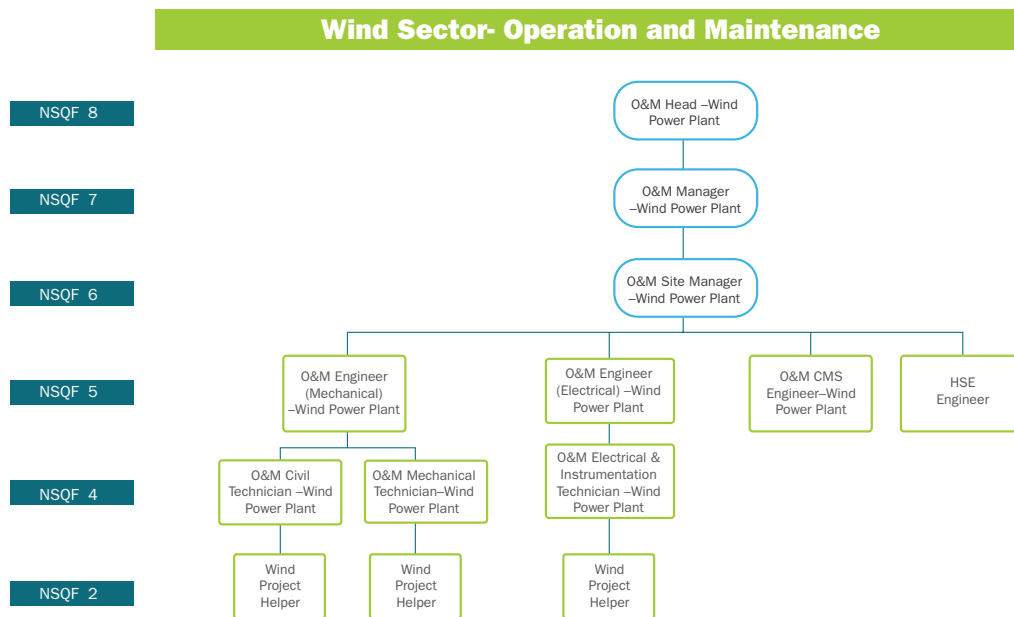 Wind Sector- Operation and Maintenance
NSQF 8
O&M Head –Wind
Power Plant
NSQF 7
O&M Manager
–Wind Power Plant
NSQF 6
O&M Site Manager
–Wind Power Plant
NSQF 5
O&M Engineer
(Mechanical)
–Wind Power Plant
O&M Engineer
(Electrical) –Wind
Power Plant
O&M CMS
Engineer–Wind
Power Plant
HSE
Engineer
NSQF 4
O&M Civil
Technician –Wind
Power Plant
O&M Mechanical
Technician–Wind
Power Plant
O&M Electrical &
Instrumentation
Technician –Wind
Power Plant
NSQF 2
Wind
Project
Helper
Wind
Project
Helper
Wind
Project
Helper